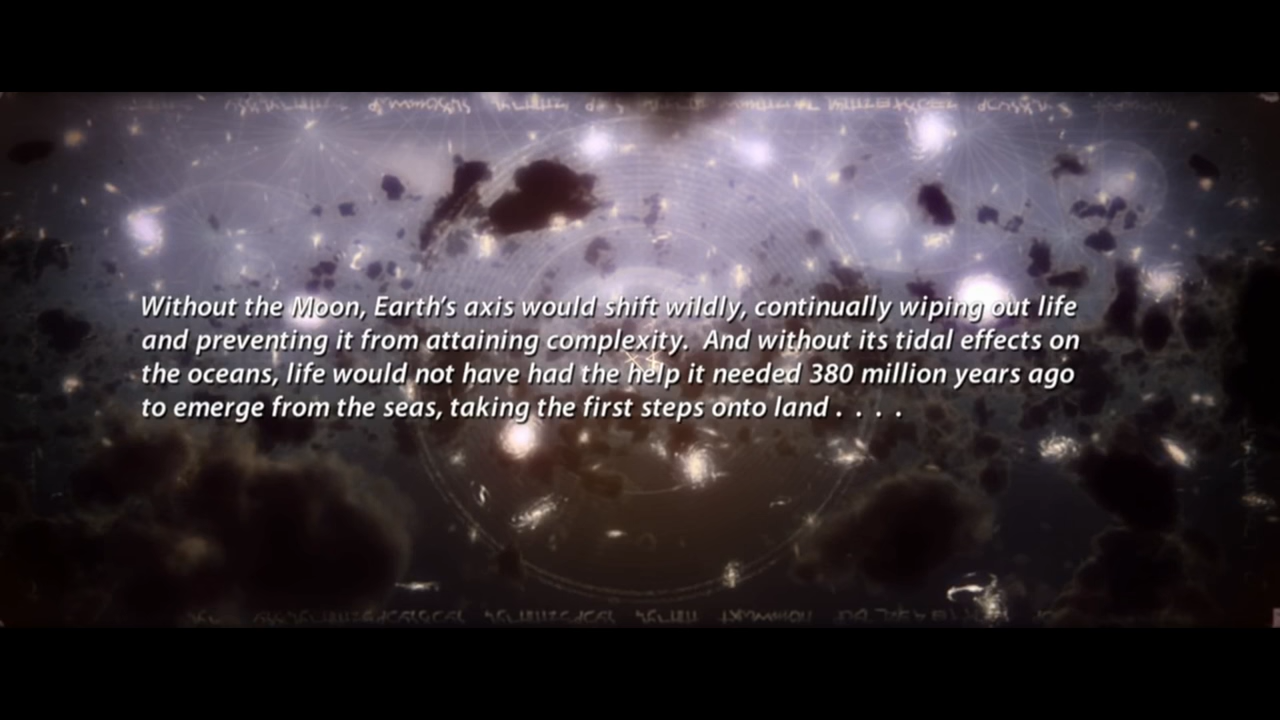 Without the Moon, Earth's axis would shift wildly, continually wiping out life
and preventing it from attaining complexity.  And without its tidal effects on
the oceans, life would not have had the help it needed 380 million years ago
to emerge from the seas, taking the first steps onto land . . . .